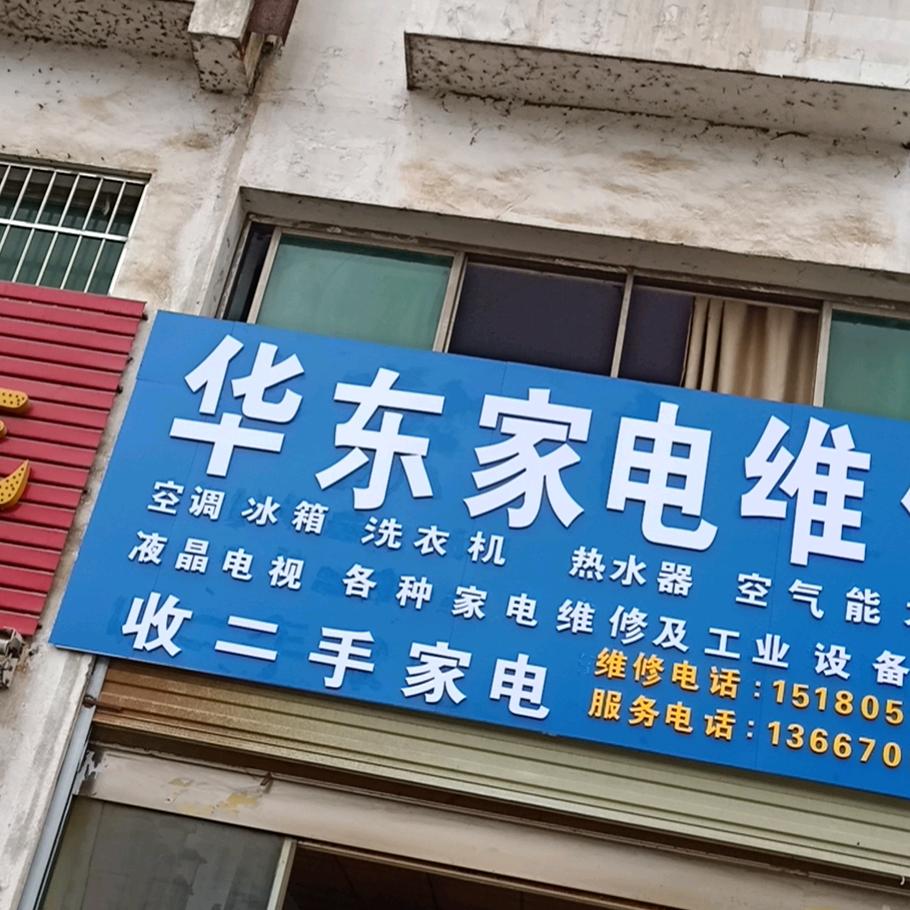 华东家电维
空调 冰箱 洗衣机 热水器 空气能
液晶电视 各种家电维修及工业设备
收二手家电
维修电话:151805
服务电话:136670